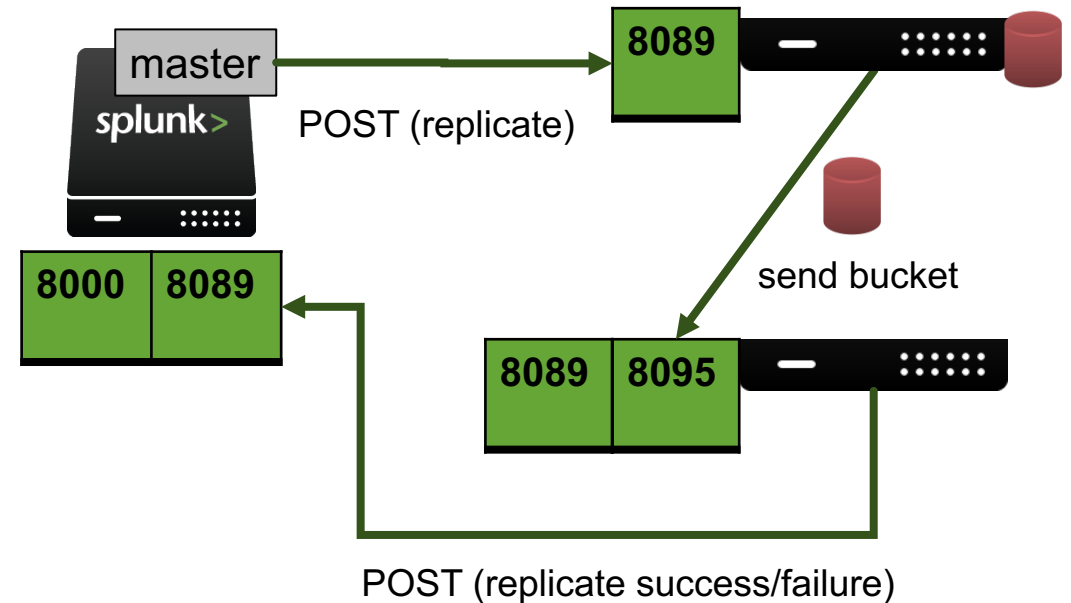 master
splunk>
POST (replicate)
8089
send bucket
8000 8089
8089 8095
POST (replicate success/failure)